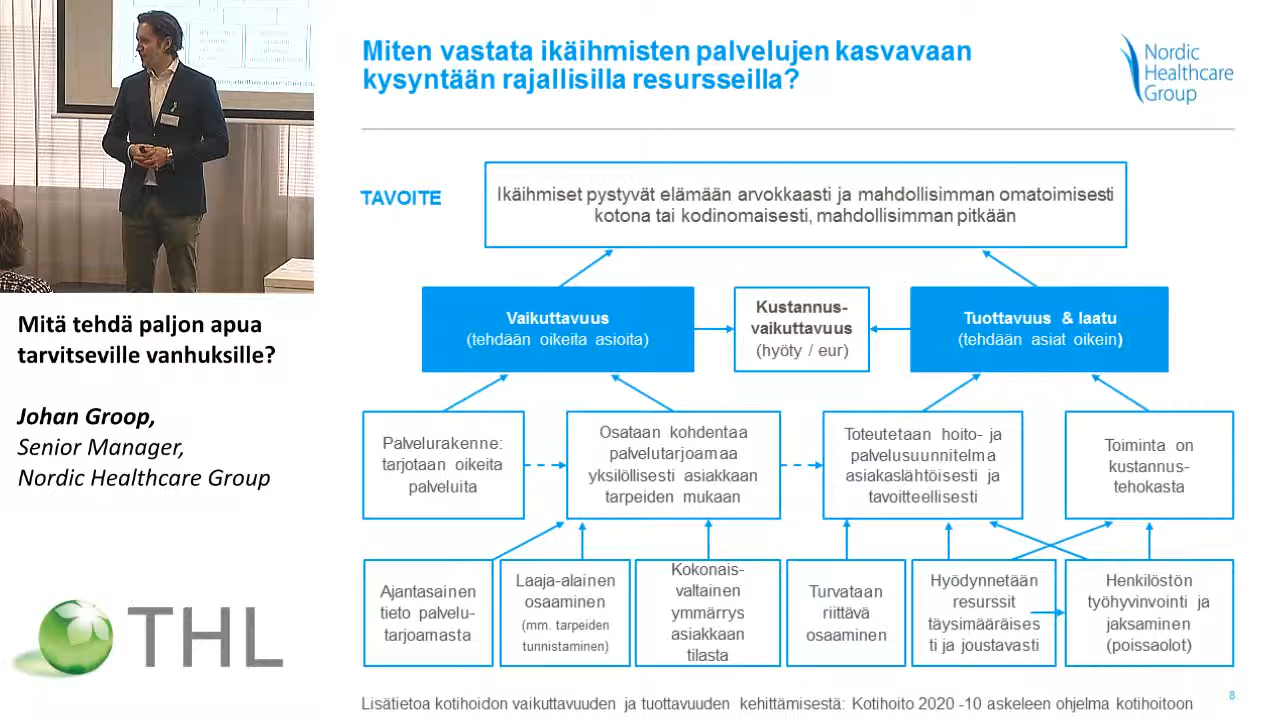 Miten vastata ikäihmisten palvelujen kasvavaan
kysyntään rajallisilla resursseilla?
Nordic
Healthcare
Group
TAVOITE
Ikäihmiset pystyvät elämään arvokkaasti ja mahdollisimman omatoimisesti
kotona tai kodinomaisesti, mahdollisimman pitkään
Vaikuttavuus
(tehdään oikeita asioita)
Kustannus-
vaikuttavuus
(hyöty / eur)
Tuottavuus & laatu
(tehdään asiat oikein)
Palvelurakenne:
tarjotaan oikeita
palveluita
Osataan kohdentaa
palvelutarjoamaa
yksilöllisesti asiakkaan
tarpeiden mukaan
Toteutetaan hoito- ja
palvelusuunnitelma
asiakaslähtöisesti ja
tavoitteellisesti
Toiminta on
kustannus-
tehokasta
Ajantasainen
tieto palvelu-
tarjoamasta
Laaja-alainen
osaaminen
(mm. tarpeiden
tunnistaminen)
Kokonais-
valtainen
ymmärrys
asiakkaan
tilasta
Turvataan
riittävä
osaaminen
Hyödynnetään
resurssit
täysimääräises
ti ja joustavasti
Henkilöstön
työhyvinvointi ja
jaksaminen
(poissaolot)
Lisätietoa kotihoidon vaikuttavuuden ja tuottavuuden kehittämisestä: Kotihoito 2020 -10 askeleen ohjelma kotihoitoon
8
Mitä tehdä paljon apua
tarvitseville vanhuksille?
Johan Groop,
Senior Manager,
Nordic Healthcare Group
THL